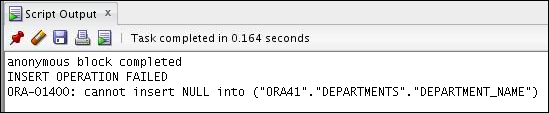 Script Output x
Task completed in 0.164 seconds
anonymous block completed
INSERT OPERATION FAILED
ORA-01400: cannot insert NULL into ("ORA41"."DEPARTMENTS"."DEPARTMENT_NAME")